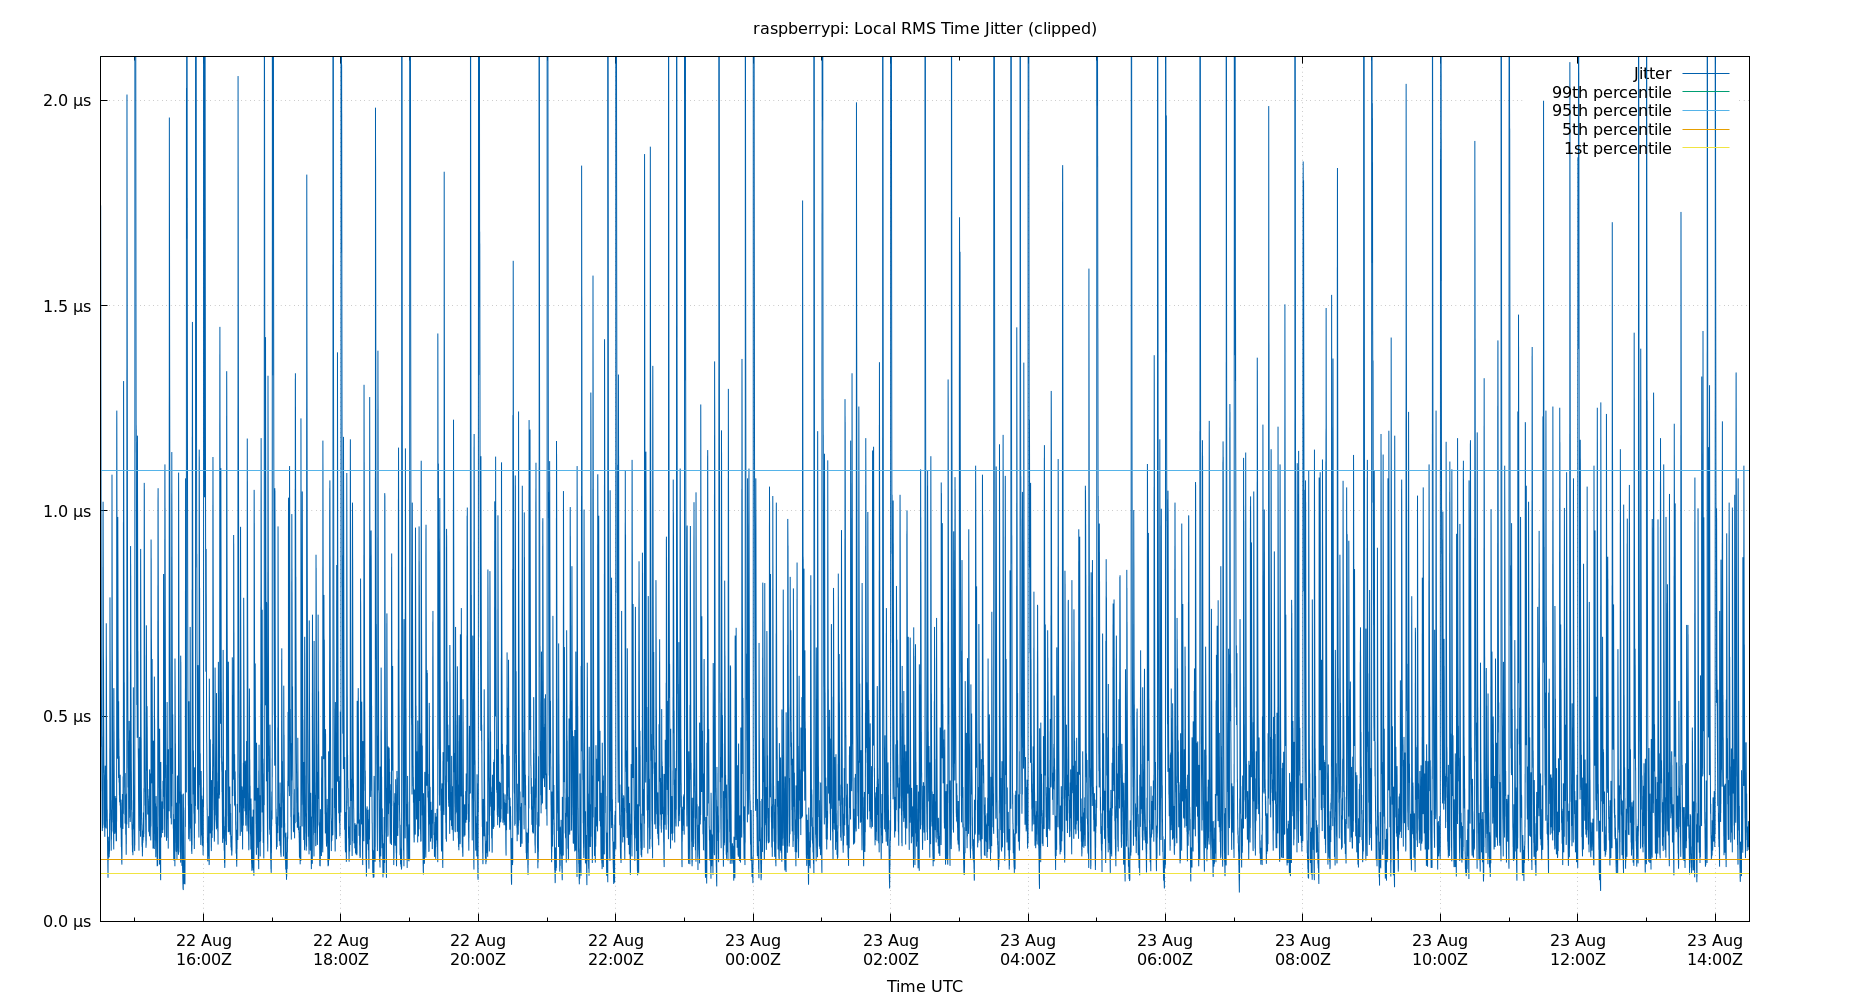 raspberrypi: Local RMS Time Jitter (clipped)
Jitter
99th percentile
95th percentile
5th percentile
1st percentile
2.0 µs
1.5 µs
1.0 µs
0.5 µs
0.0 µs
22 Aug 22 Aug 22 Aug 22 Aug 23 Aug 23 Aug 23 Aug 23 Aug 23 Aug 23 Aug 23 Aug 23 Aug
16:00Z 18:00Z 20:00Z 22:00Z 00:00Z 02:00Z 04:00Z 06:00Z 08:00Z 10:00Z 12:00Z 14:00Z
Time UTC